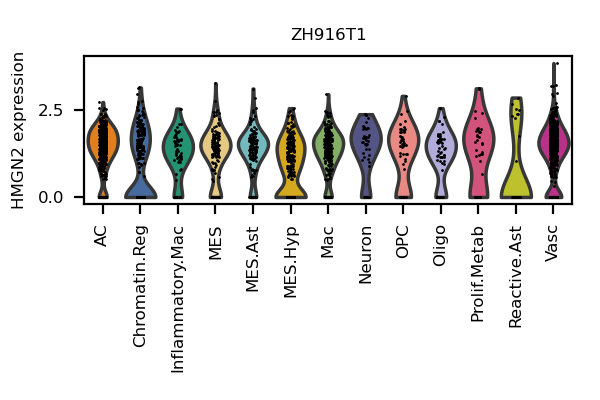 ZH916T1
HMGN2 expression
2.5
0.0
AC
Chromatin.Reg
Inflammatory.Mac
MES
MES.Ast
MES.Hyp
Mac
Neuron
OPC
Oligo
Prolif.Metab
Reactive.Ast
Vasc